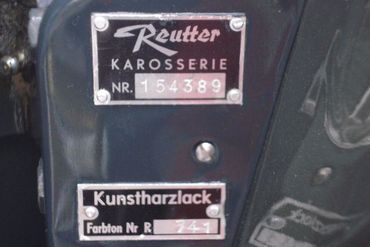 Reutter
KAROSSERIE
NR. 154389
Kunstharzlack
Farbton Nr R 741